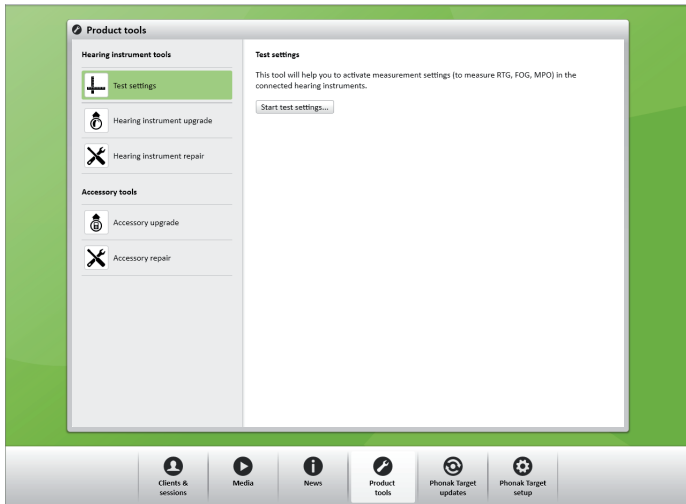 Product tools
Hearing instrument tools
Test settings
Hearing instrument upgrade
Hearing instrument repair
Accessory tools
Accessory upgrade
Accessory repair
Test settings
This tool will help you to activate measurement settings (to measure RTG, FOG, MPO) in the
connected hearing instruments.
Start test settings...
Clients &
sessions
Media
News
Product
tools
Phonak Target
updates
Phonak Target
setup